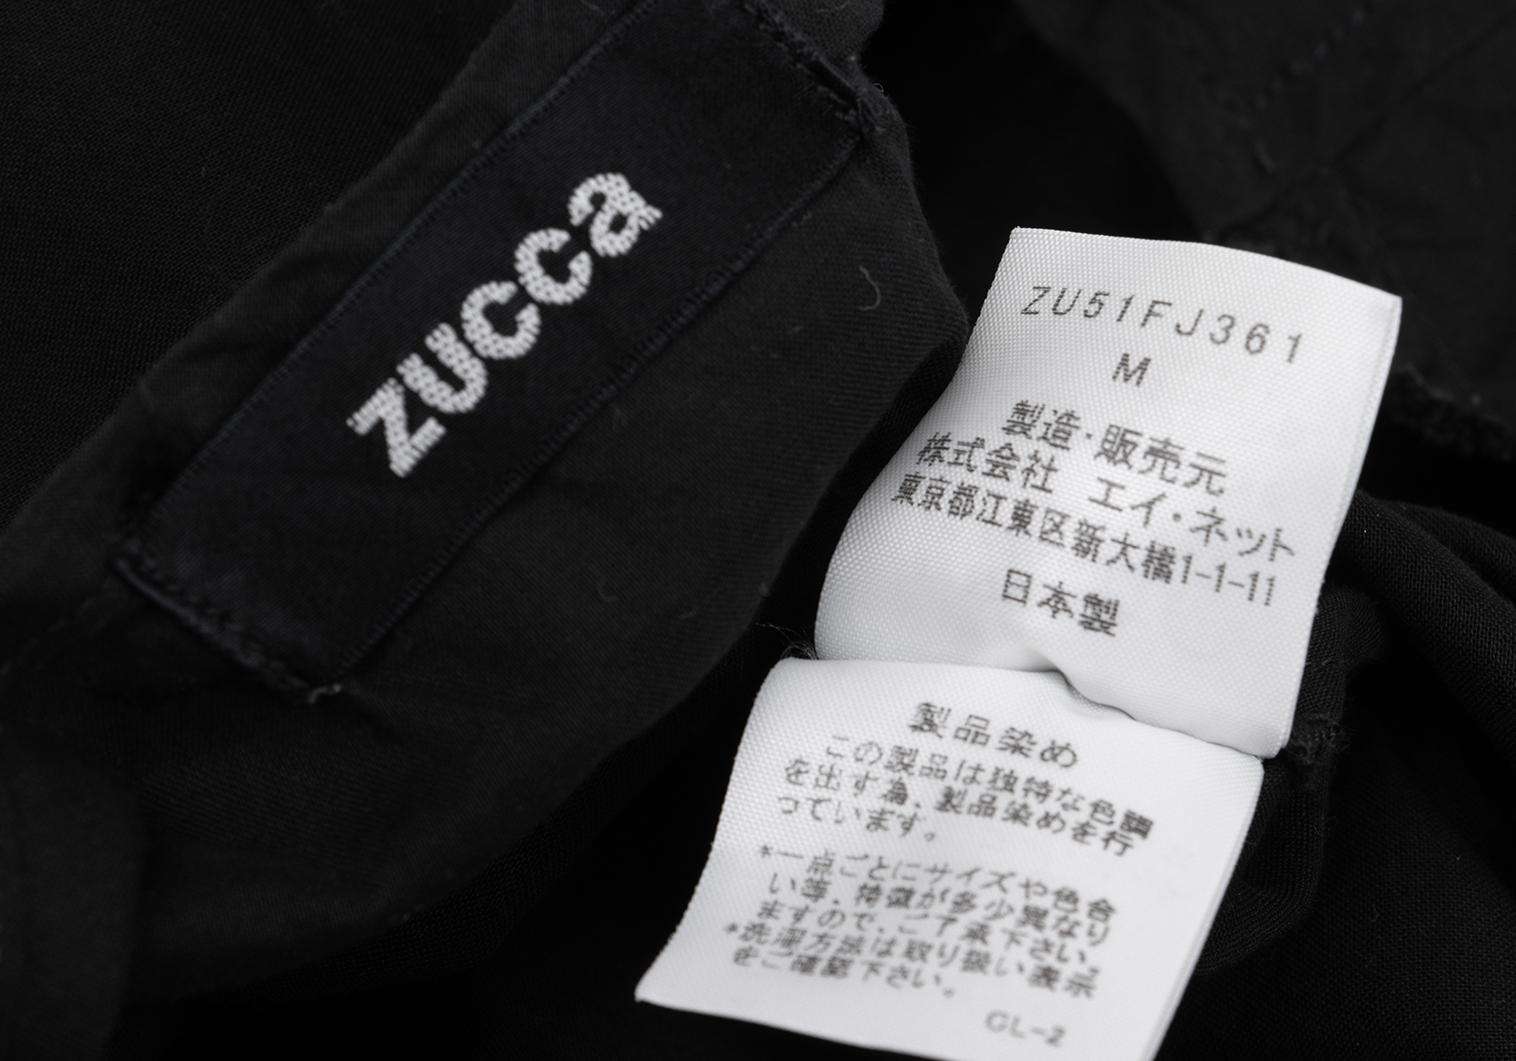 zucca
ZU51FJ361
M
製造・販売元
株式会社 エイ・ネット
東京都江東区新大橋1-1-11
日本製
製品染め
この製品は独特な色調
を出す為、製品染めを行
っています。
*一点ごとにサイズや色合
い等、特徴が多少異なり
ますので、ご了承下さい。
*洗濯方法は取り扱い表示
をご確認下さい。
CL-2